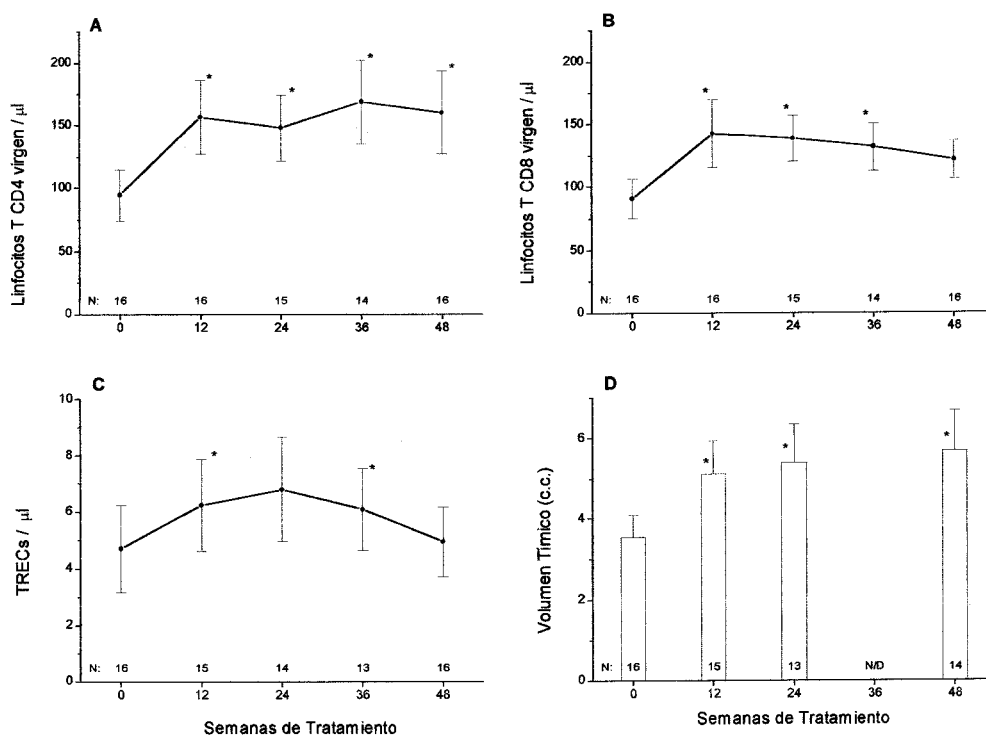 A
Linfocitos T CD4 virgen / µl
200
150
100
50
0
* * * *
N: 16 16 15 14 16
0 12 24 36 48
B
Linfocitos T CD8 virgen / µl
200
150
100
50
0
* * *
N: 16 16 15 14 16
0 12 24 36 48
C
TRECs / µl
10
8
6
4
2
0
* *
N: 16 15 14 13 16
0 12 24 36 48
Semanas de Tratamiento
D
Volumen Tímico (c.c.)
6
4
2
0
* * *
N: 16 15 13 N/D 14
0 12 24 36 48
Semanas de Tratamiento